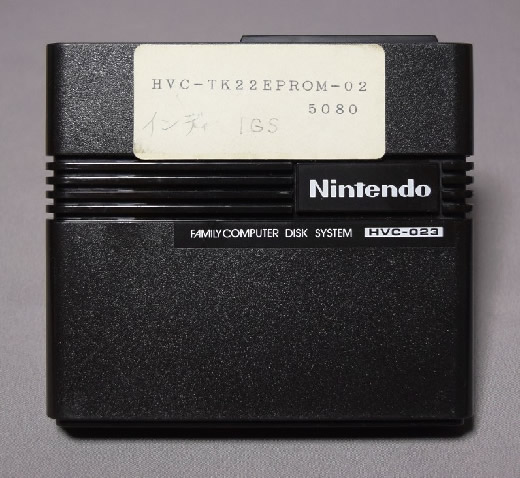 HVC-TK22EPROM-02
5080
インディ IGS
Nintendo
FAMILY COMPUTER DISK SYSTEM HVC-023